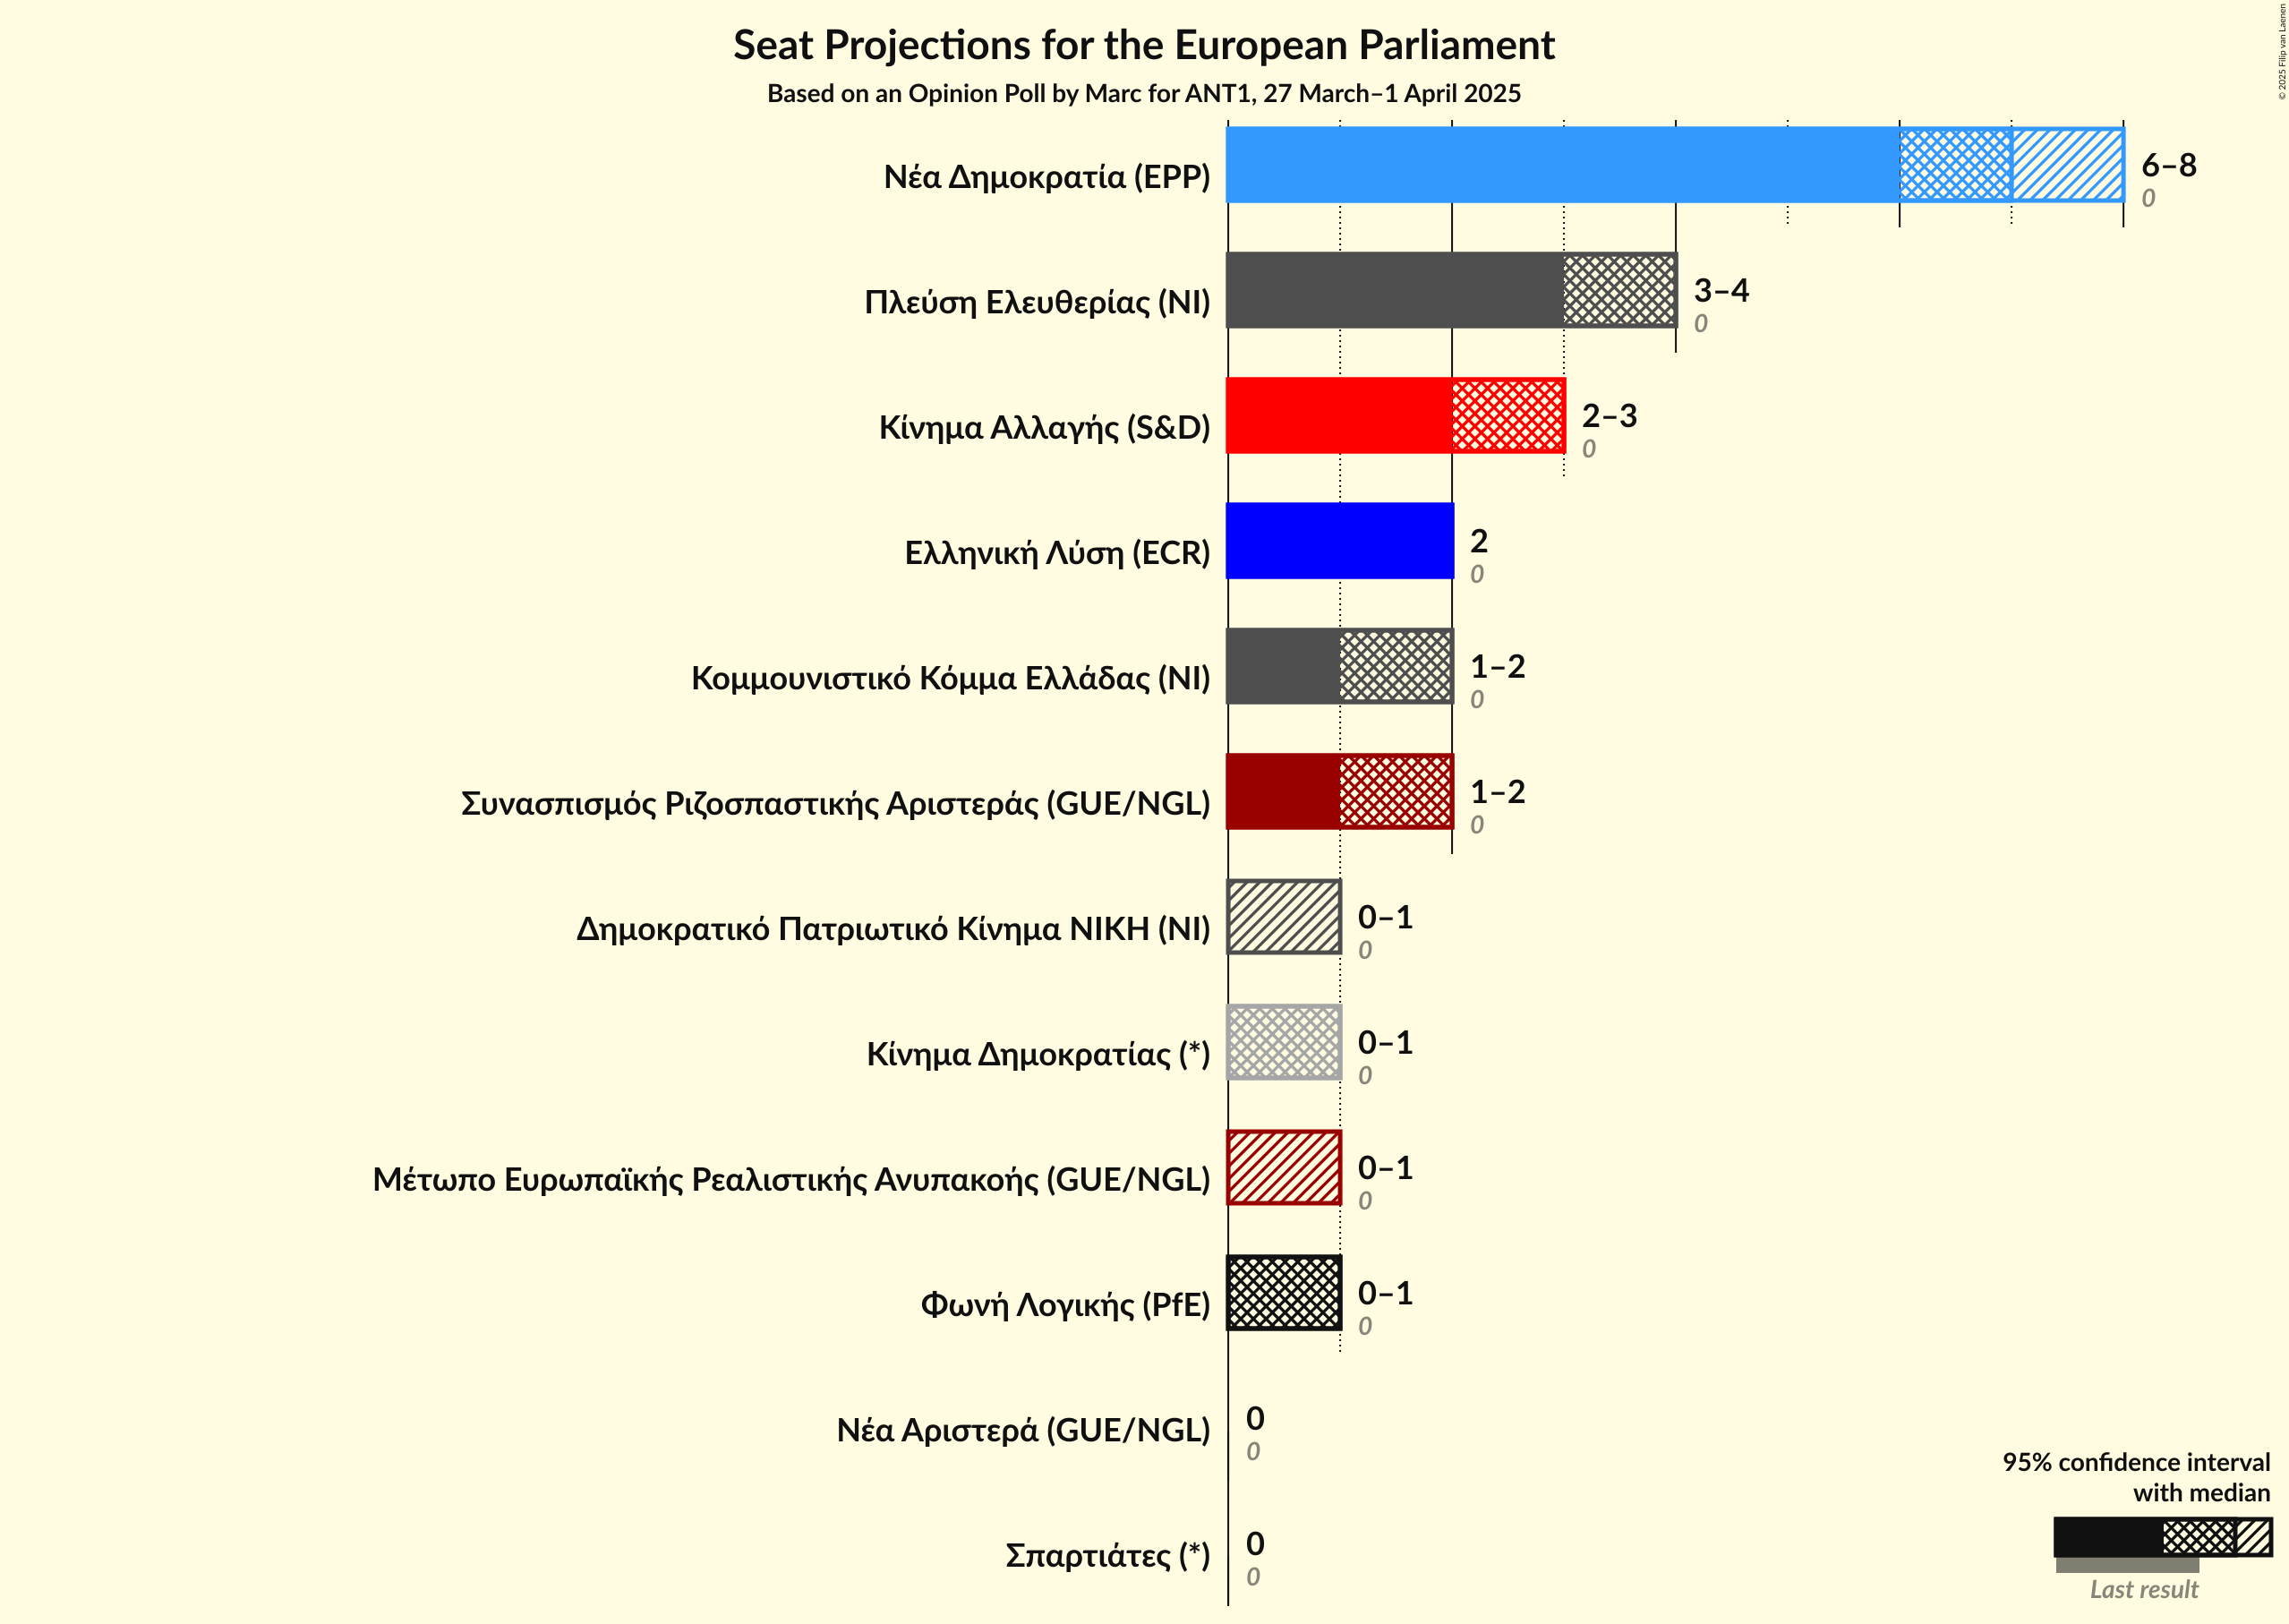 Seat Projections for the European Parliament
Based on an Opinion Poll by Marc for ANT1, 27 March–1 April 2025
© 2025 Filip van Laenen
Νέα Δημοκρατία (EPP)
6–8
0
Πλεύση Ελευθερίας (NI)
3–4
0
Κίνημα Αλλαγής (S&D)
2–3
0
Ελληνική Λύση (ECR)
2
0
Κομμουνιστικό Κόμμα Ελλάδας (NI)
1–2
0
Συνασπισμός Ριζοσπαστικής Αριστεράς (GUE/NGL)
1–2
0
Δημοκρατικό Πατριωτικό Κίνημα ΝΙΚΗ (NI)
0–1
0
Κίνημα Δημοκρατίας (*)
0–1
0
Μέτωπο Ευρωπαϊκής Ρεαλιστικής Ανυπακοής (GUE/NGL)
0–1
0
Φωνή Λογικής (PfE)
0–1
0
Νέα Αριστερά (GUE/NGL)
0
0
Σπαρτιάτες (*)
0
0
95% confidence interval
with median
Last result